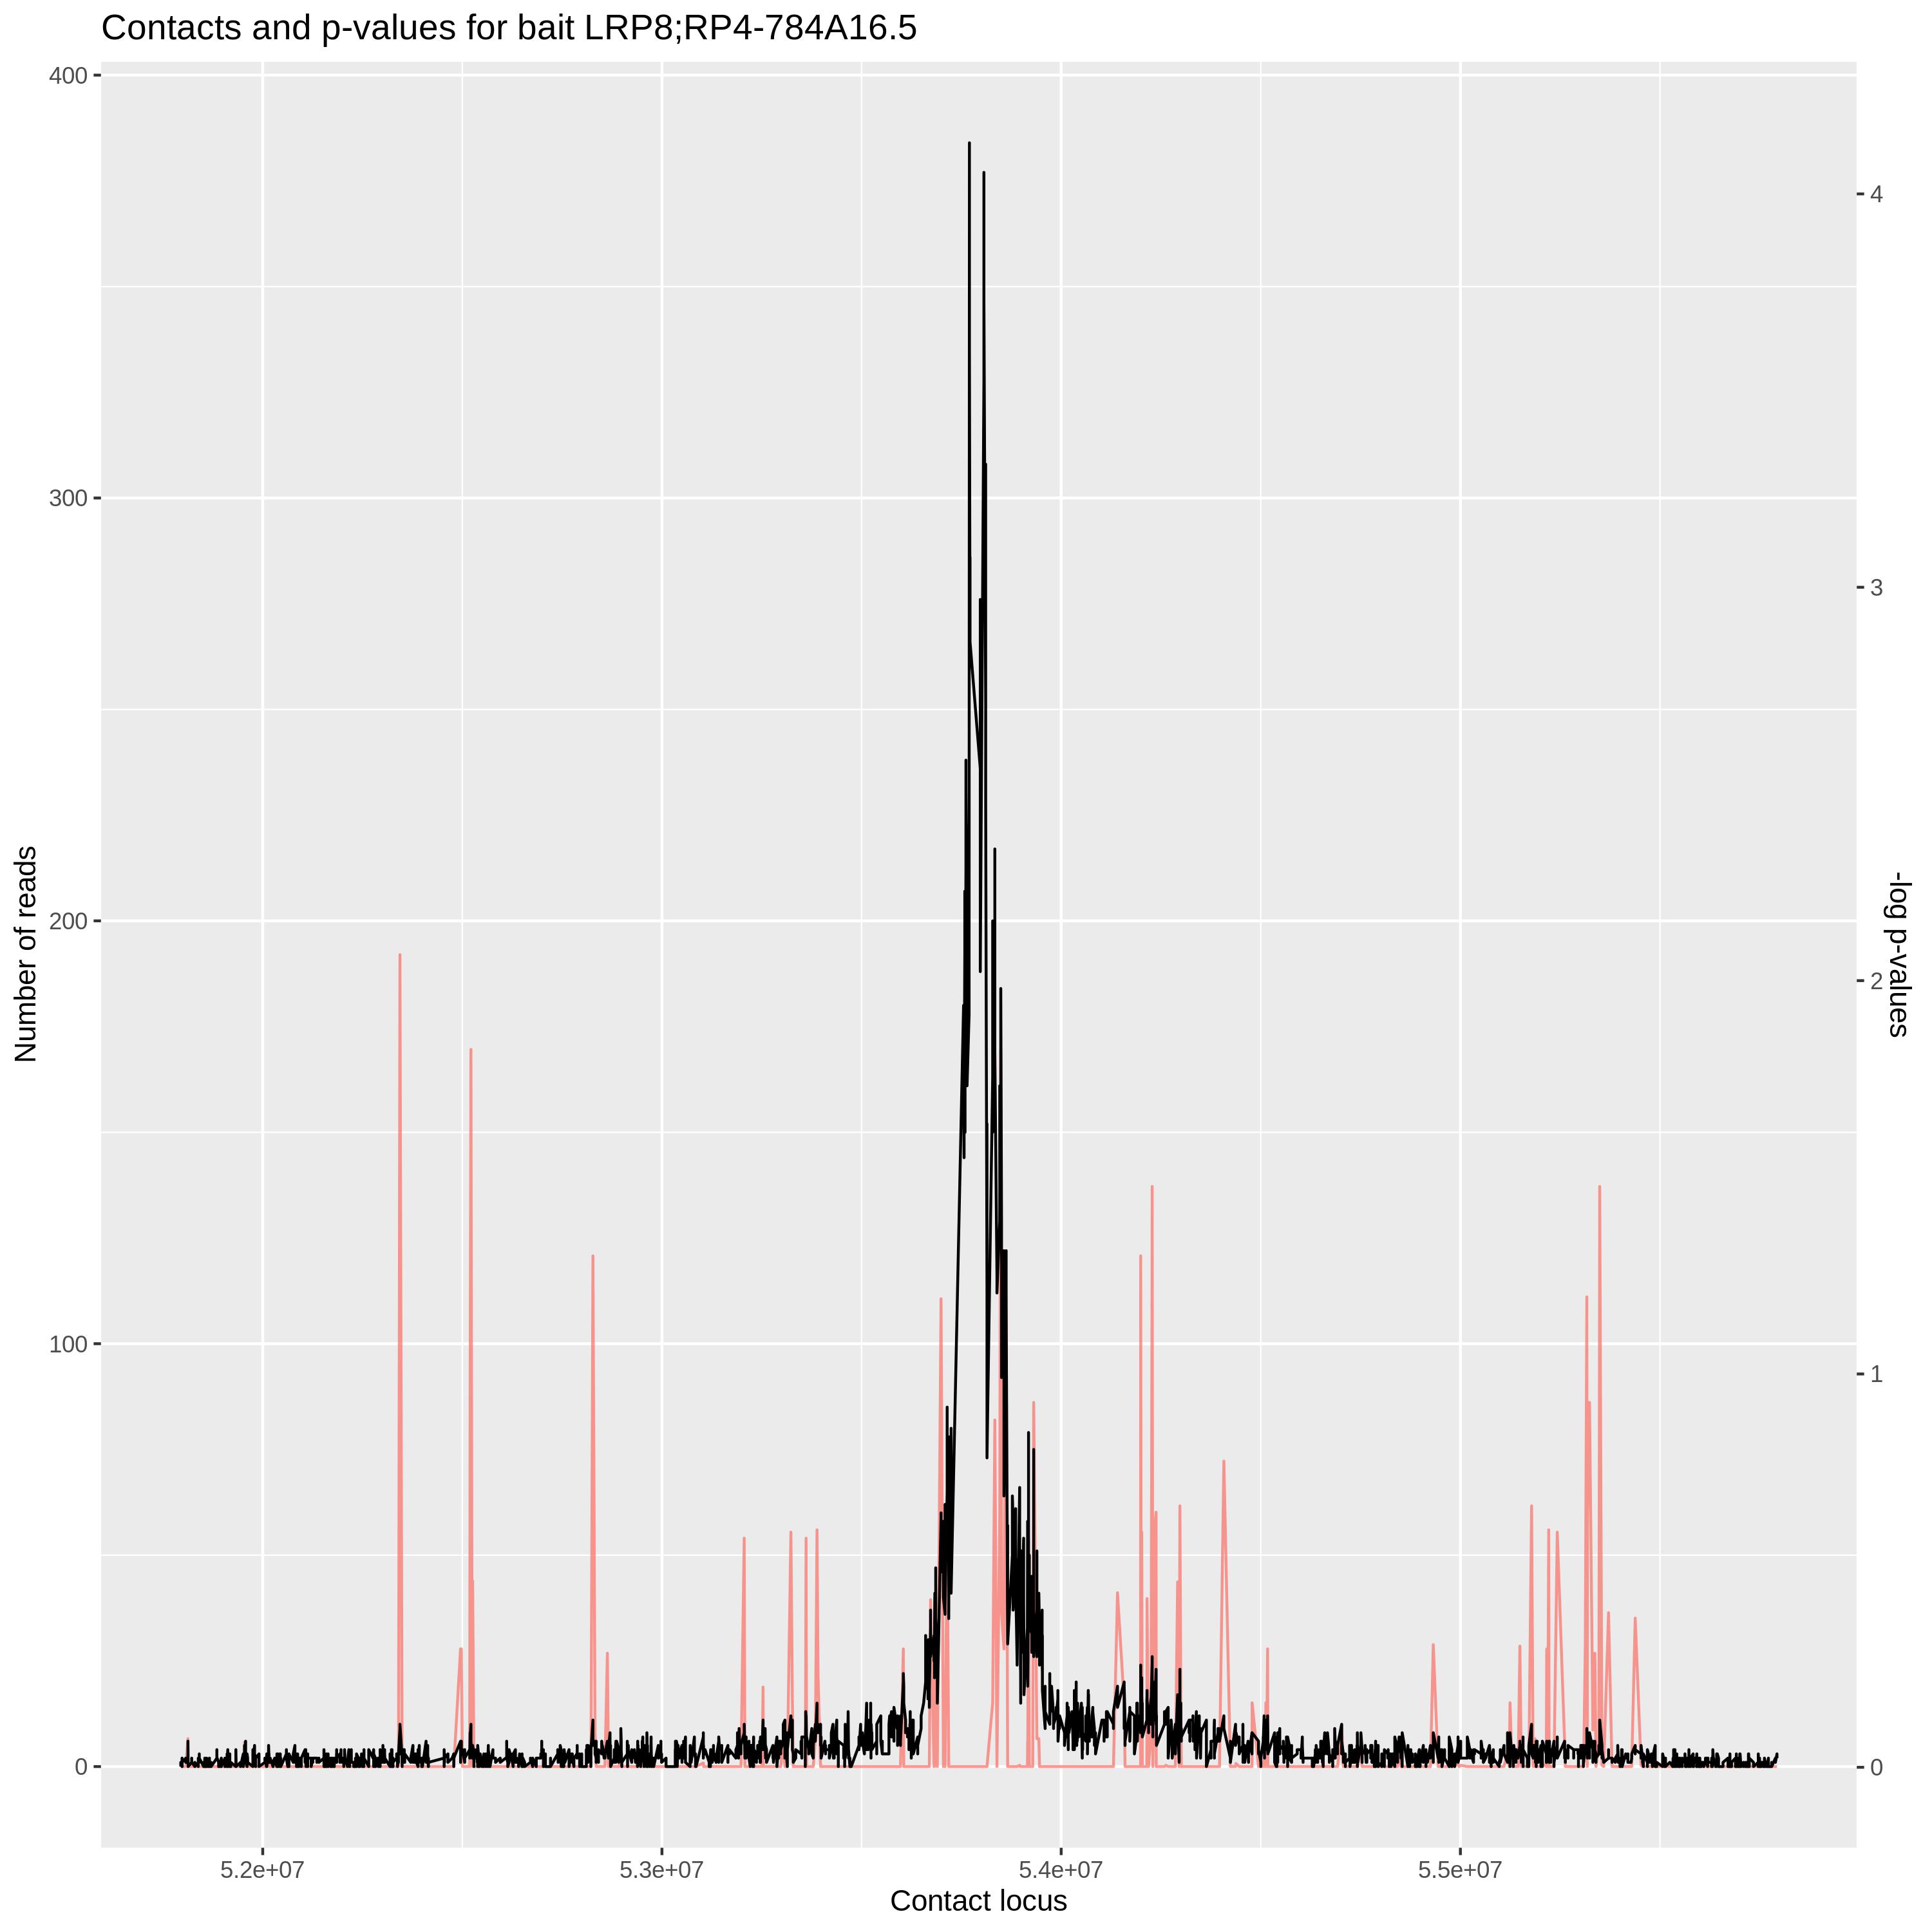 Contacts and p-values for bait LRP8;RP4-784A16.5
400
300
200
100
0
Number of reads
4
3
2
1
0
-log p-values
5.2e+07 5.3e+07 5.4e+07 5.5e+07
Contact locus